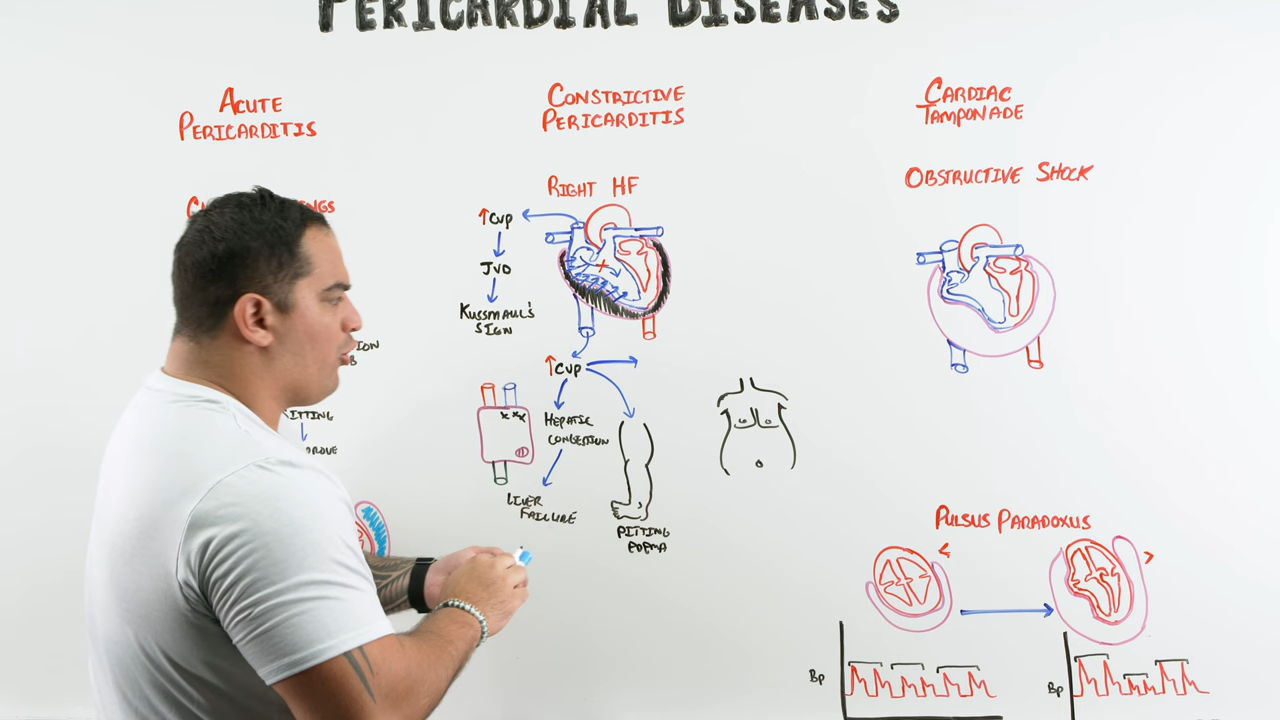 PERICARDIAL DISEASES
ACUTE
PERICARDITIS
CONSTRICTIVE
PERICARDITIS
RIGHT HF
↑CVP
JVD
KUSSMAUL'S
SIGN
↑CVP
HEPATIC
CONGESTION
LIVER
FAILURE
PITTING
EDEMA
CARDIAC
TAMPONADE
OBSTRUCTIVE SHOCK
PULSUS PARADOXUS
BP
BP